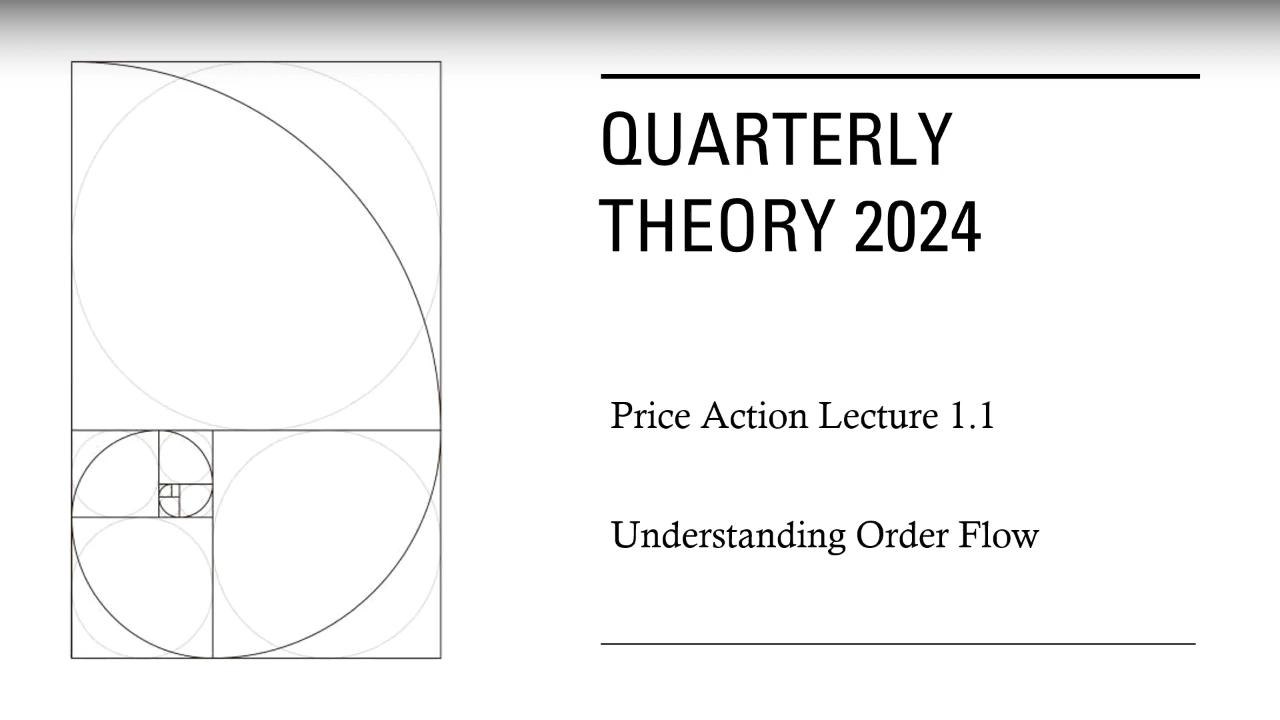 QUARTERLY
THEORY 2024
Price Action Lecture 1.1
Understanding Order Flow